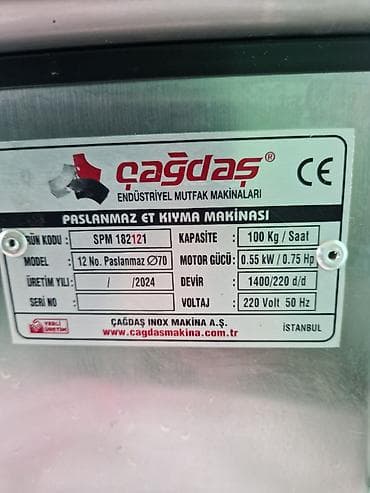 çağdaş®
ENDÜSTRİYEL MUTFAK MAKİNALARI
CE
PASLANMAZ ET KIYMA MAKİNASI
RÜN KODU : SPM 182121 KAPASİTE : 100 Kg / Saat
MODEL : 12 No. Paslanmaz Ø70 MOTOR GÜCÜ : 0.55 kW / 0.75 Hp
ÜRETİM YILI : / /2024 DEVİR : 1400/220 d/d
SERİ NO : VOLTAJ : 220 Volt 50 Hz
YERLİ ÜRETİM
ÇAĞDAŞ INOX MAKİNA A.Ş.
www.cagdasmakina.com.tr
İSTANBUL